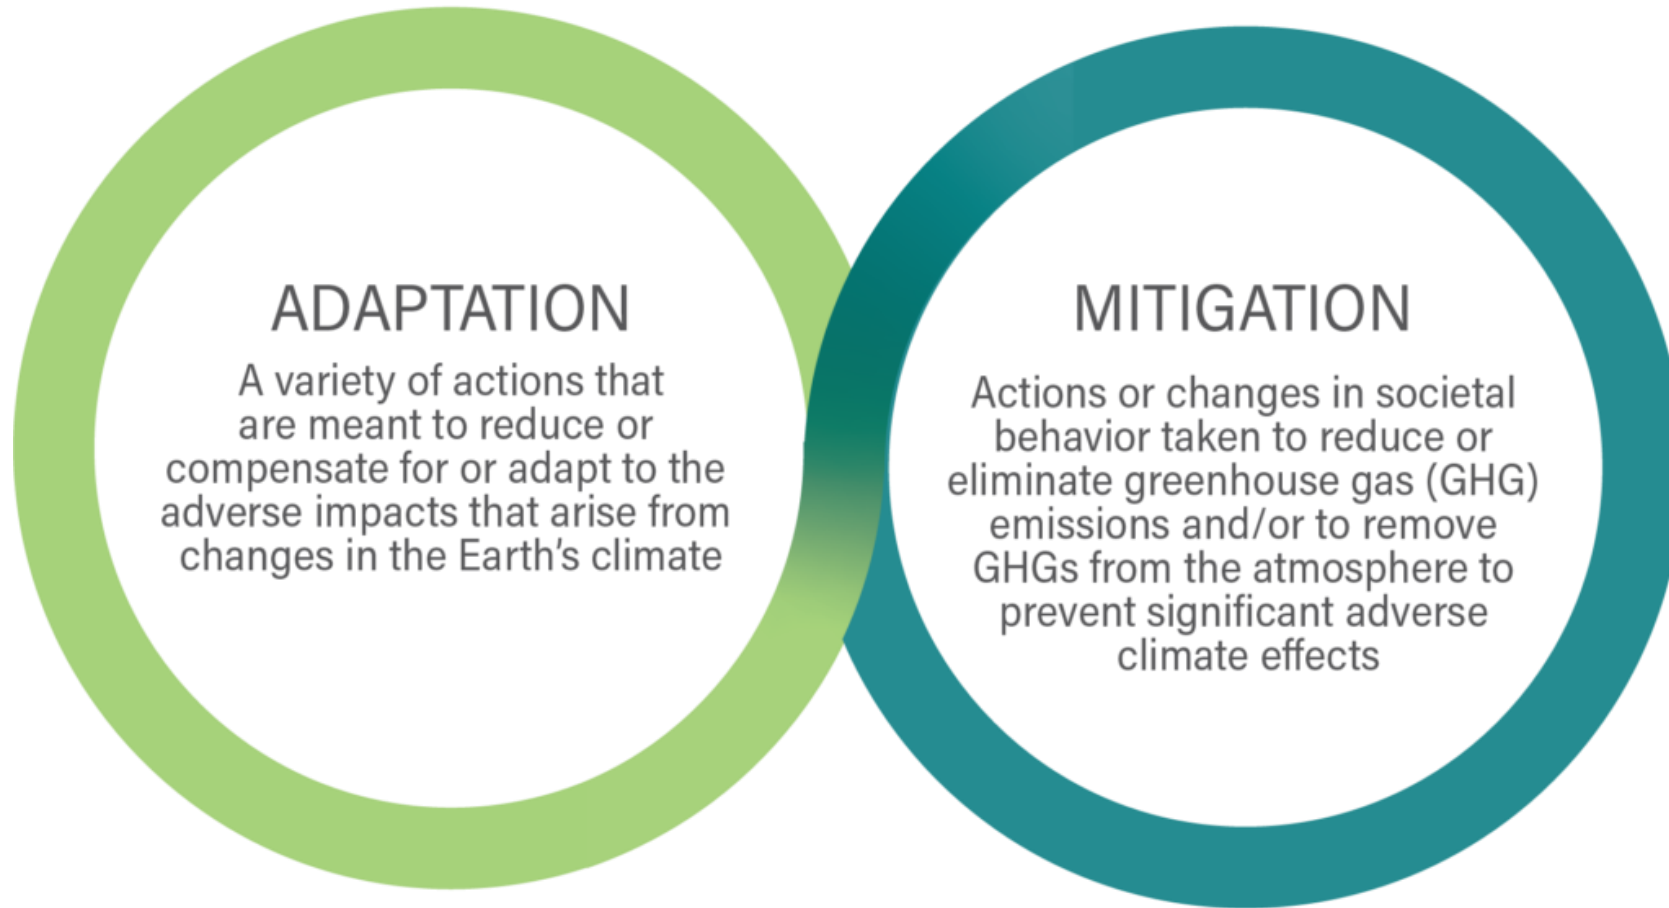 ADAPTATION
A variety of actions that
are meant to reduce or
compensate for or adapt to the
adverse impacts that arise from
changes in the Earth's climate
MITIGATION
Actions or changes in societal
behavior taken to reduce or
eliminate greenhouse gas (GHG)
emissions and/or to remove
GHGs from the atmosphere to
prevent significant adverse
climate effects